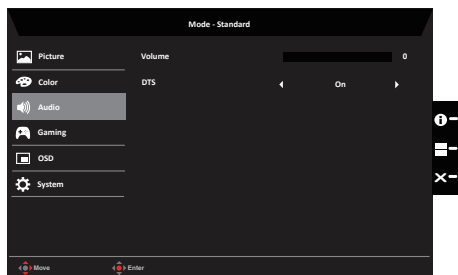 Mode - Standard
Picture
Volume
0
Color
DTS
On
Audio
Gaming
OSD
System
Move
Enter